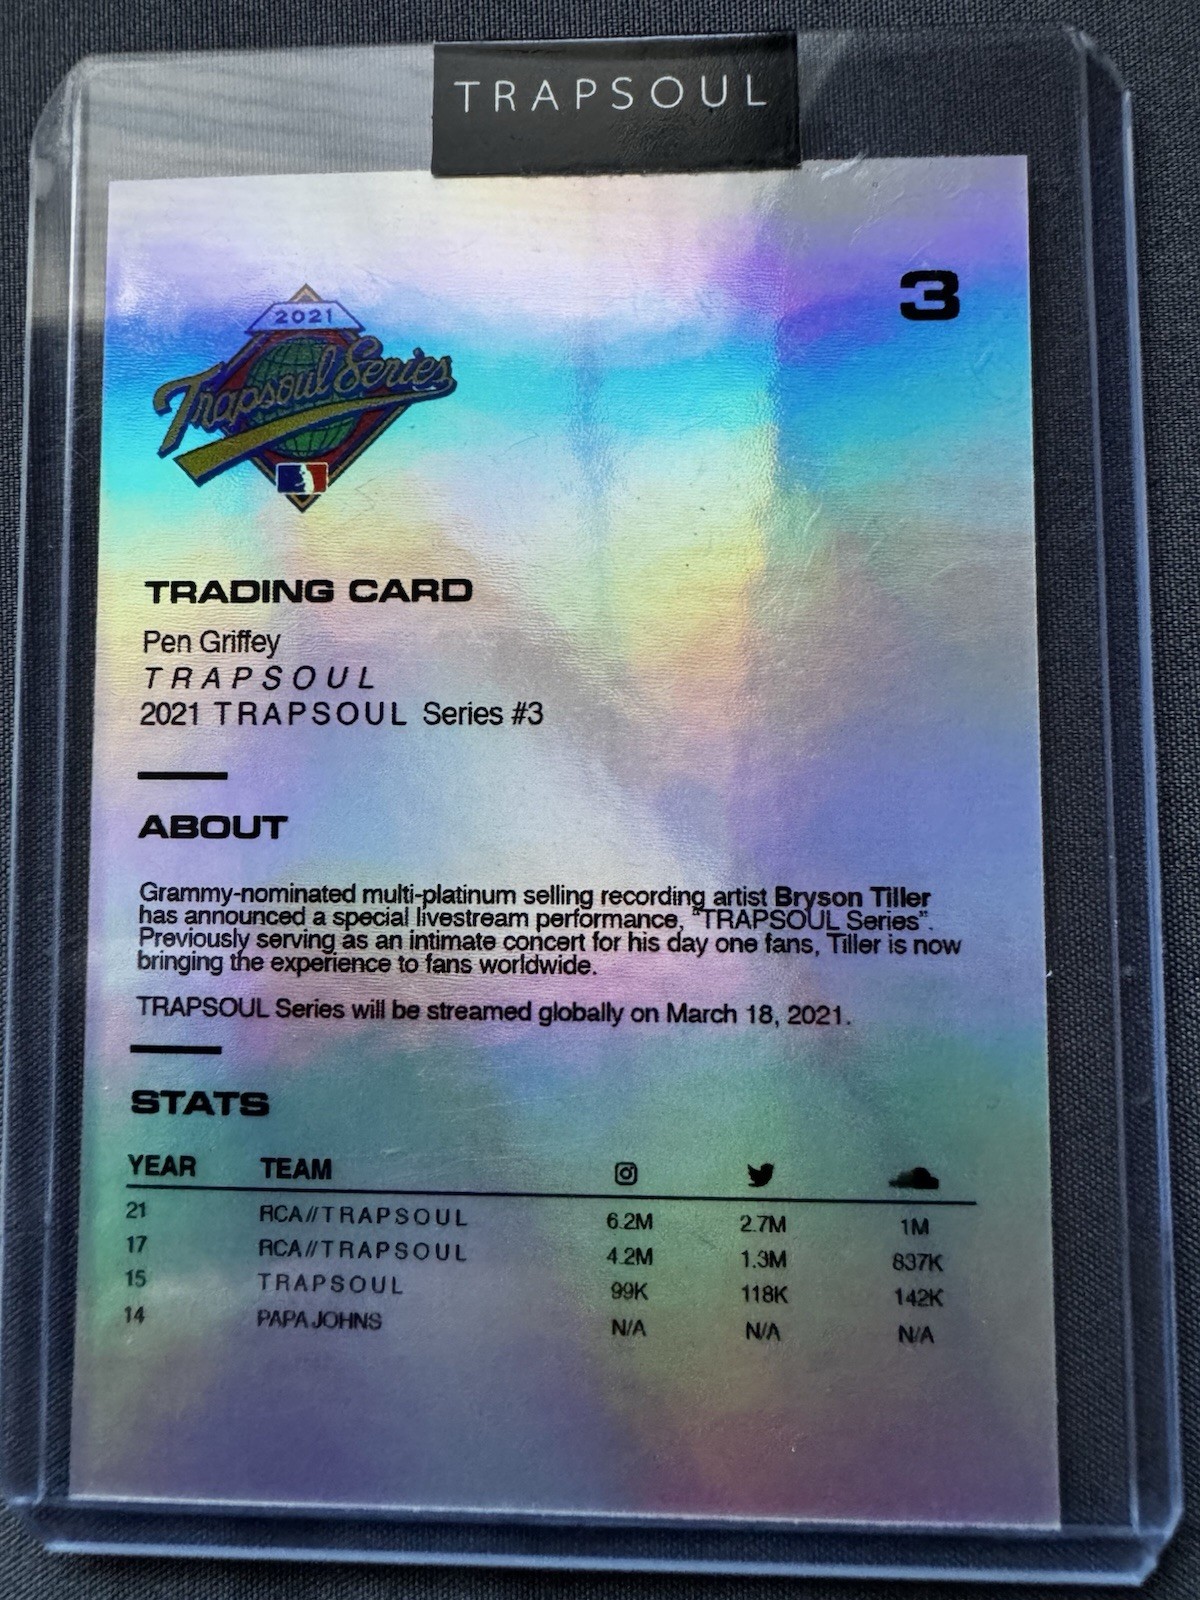 TRAPSOUL
3
2021
Trapsoul Series
TRADING CARD
Pen Griffey
TRAPSOUL
2021 TRAPSOUL Series #3
ABOUT
Grammy-nominated multi-platinum selling recording artist Bryson Tiller
has announced a special livestream performance, "TRAPSOUL Series".
Previously serving as an intimate concert for his day one fans, Tiller is now
bringing the experience to fans worldwide.
TRAPSOUL Series will be streamed globally on March 18, 2021.
STATS
YEAR TEAM
21 RCA//TRAPSOUL 6.2M 2.7M 1M
17 RCA//TRAPSOUL 4.2M 1.3M 837K
15 TRAPSOUL 99K 118K 142K
14 PAPA JOHNS N/A N/A N/A